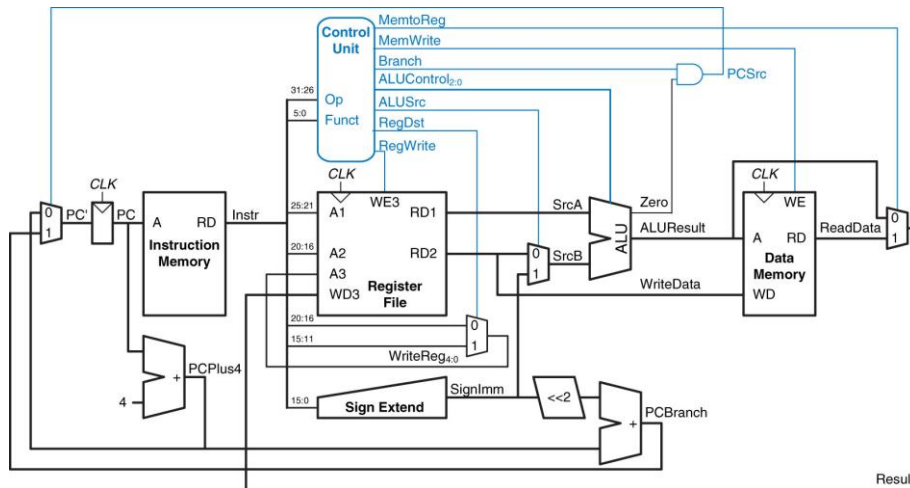 MemtoReg
Control
Unit
MemWrite
Branch
ALUControl2:0
PCSrc
31:26
Op
ALUSrc
5:0
Funct
RegDst
RegWrite
CLK
CLK
CLK
0
1
PC'
PC
A
RD
Instruction
Memory
Instr
25:21
A1
WE3
RD1
SrcA
Zero
WE
0
1
20:16
A2
RD2
0
1
SrcB
ALU
ALUResult
A
RD
ReadData
A3
Register
File
Data
Memory
WD3
WriteData
WD
20:16
0
15:11
1
WriteReg4:0
PCPlus4
+
4
SignImm
15:0
Sign Extend
<<2
PCBranch
+
Resul